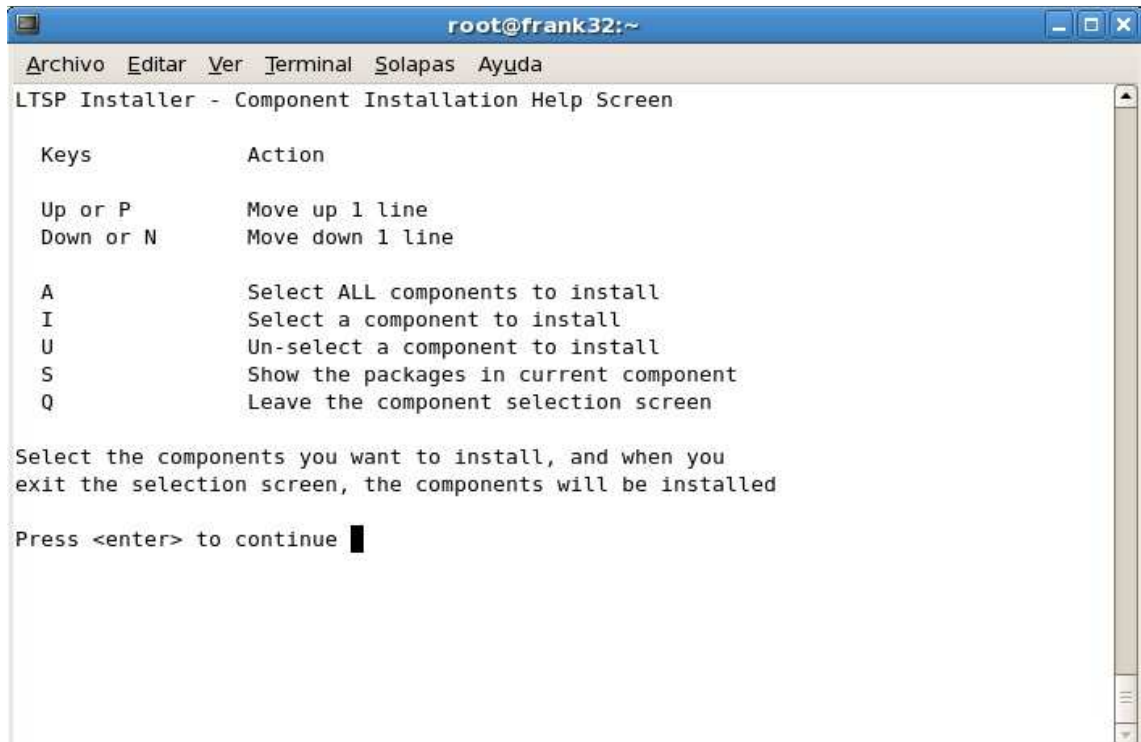 root@frank32:~
Archivo Editar Ver Terminal Solapas Ayuda
LTSP Installer - Component Installation Help Screen
Keys Action
Up or P Move up 1 line
Down or N Move down 1 line
A Select ALL components to install
I Select a component to install
U Un-select a component to install
S Show the packages in current component
Q Leave the component selection screen
Select the components you want to install, and when you
exit the selection screen, the components will be installed
Press <enter> to continue